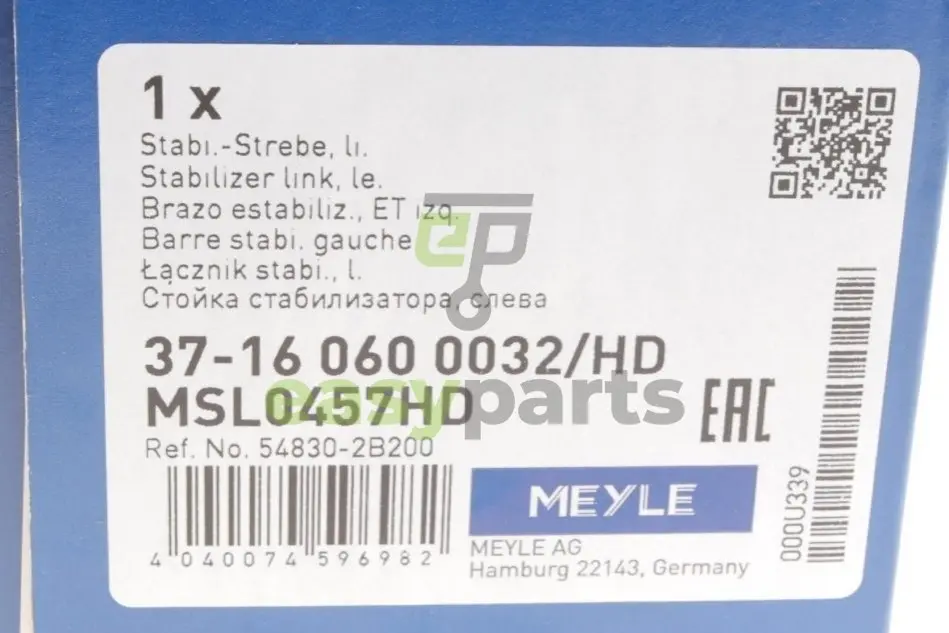 1 x
Stabi.-Strebe, li.
Stabilizer link, le.
Brazo estabiliz., ET izq.
Barre stabi. gauche
Łącznik stabi., l.
Стойка стабилизатора, слева
37-16 060 0032/HD
MSL0457HD
Ref. No. 54830-2B200
4 040074 596982
MEYLE
MEYLE AG
Hamburg 22143, Germany
EAC
000U339
ep
easyparts